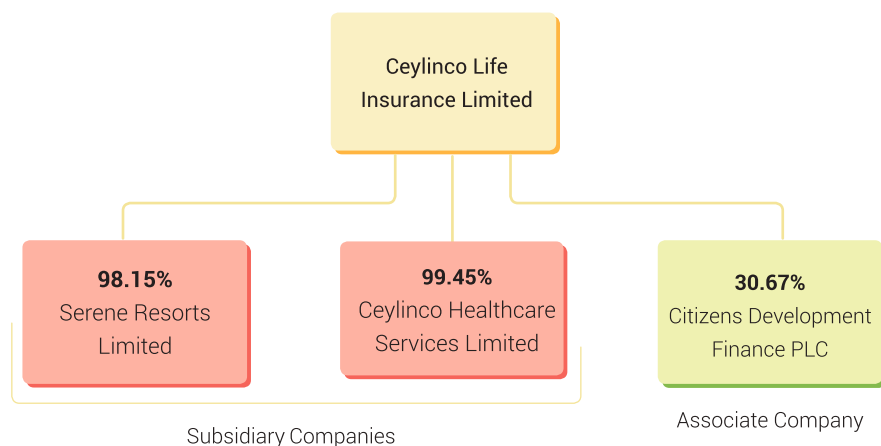 Ceylinco Life
Insurance Limited
98.15%
Serene Resorts
Limited
99.45%
Ceylinco Healthcare
Services Limited
30.67%
Citizens Development
Finance PLC
Subsidiary Companies
Associate Company